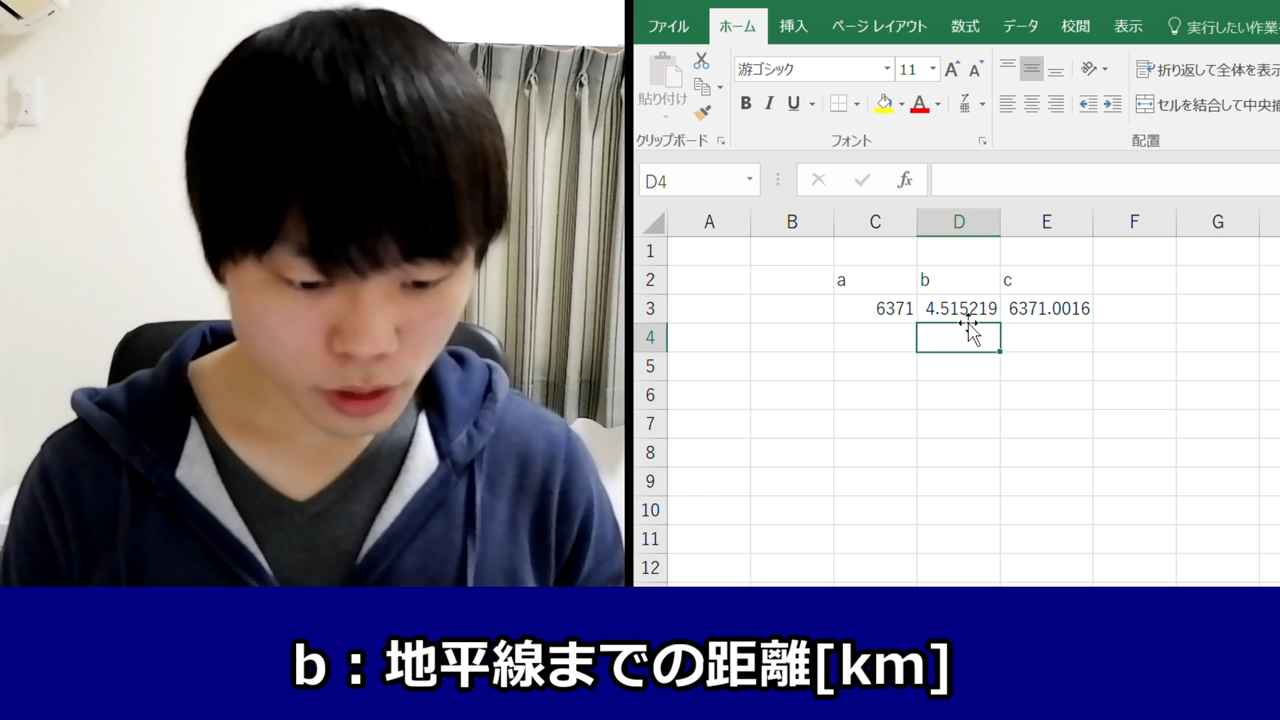 ファイル ホーム 挿入 ページ レイアウト 数式 データ 校閲 表示 実行したい作業
貼り付け
游ゴシック 11 A A 折り返して全体を表示
B I U A セルを結合して中央揃
クリップボード フォント 配置
D4 fx
A B C D E F G
1
2 a b c
3 6371 4.515219 6371.0016
4
5
6
7
8
9
10
11
12
b：地平線までの距離[km]